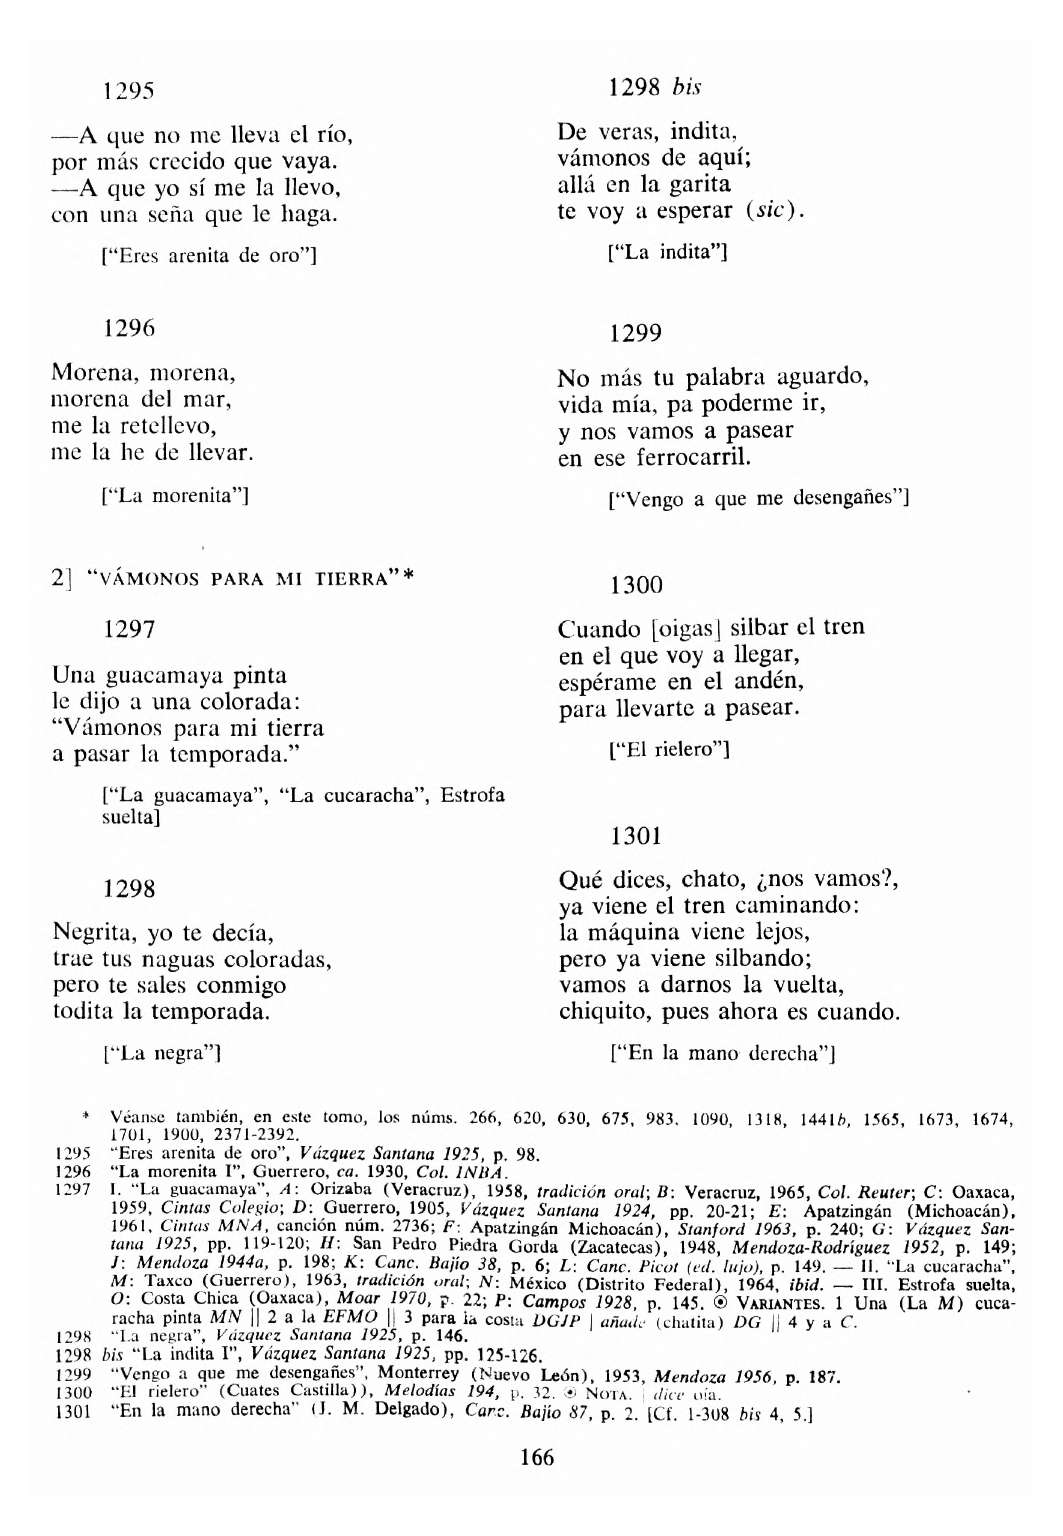 1295
—A que no me lleva el río,
por más crecido que vaya.
—A que yo sí me la llevo,
con una seña que le haga.
[“Eres arenita de oro”]
1296
Morena, morena,
morena del mar,
me la retellevo,
me la he de llevar.
[“La morenita”]
2] “VÁMONOS PARA MI TIERRA”*
1297
Una guacamaya pinta
le dijo a una colorada:
“Vámonos para mi tierra
a pasar la temporada.”
[“La guacamaya”, “La cucaracha”, Estrofa
suelta]
1298
Negrita, yo te decía,
trae tus naguas coloradas,
pero te sales conmigo
todita la temporada.
[“La negra”]
1298 bis
De veras, indita,
vámonos de aquí;
allá en la garita
te voy a esperar (sic).
[“La indita”]
1299
No más tu palabra aguardo,
vida mía, pa poderme ir,
y nos vamos a pasear
en ese ferrocarril.
[“Vengo a que me desengañes”]
1300
Cuando [oigas] silbar el tren
en el que voy a llegar,
espérame en el andén,
para llevarte a pasear.
[“El rielero”]
1301
Qué dices, chato, ¿nos vamos?,
ya viene el tren caminando:
la máquina viene lejos,
pero ya viene silbando;
vamos a darnos la vuelta,
chiquito, pues ahora es cuando.
[“En la mano derecha”]
* Véanse también, en este tomo, los núms. 266, 620, 630, 675, 983, 1090, 1318, 1441b, 1565, 1673, 1674,
1701, 1900, 2371-2392.
1295 “Eres arenita de oro”, Vázquez Santana 1925, p. 98.
1296 “La morenita I”, Guerrero, ca. 1930, Col. INBA.
1297 I. “La guacamaya”, A: Orizaba (Veracruz), 1958, tradición oral; B: Veracruz, 1965, Col. Reuter; C: Oaxaca,
1959, Cintas Colegio; D: Guerrero, 1905, Vázquez Santana 1924, pp. 20-21; E: Apatzingán (Michoacán),
1961, Cintas MNA, canción núm. 2736; F: Apatzingán Michoacán), Stanford 1963, p. 240; G: Vázquez San-
tana 1925, pp. 119-120; H: San Pedro Piedra Gorda (Zacatecas), 1948, Mendoza-Rodríguez 1952, p. 149;
J: Mendoza 1944a, p. 198; K: Canc. Bajío 38, p. 6; L: Canc. Picot (ed. lujo), p. 149. — II. “La cucaracha”,
M: Taxco (Guerrero), 1963, tradición oral; N: México (Distrito Federal), 1964, ibid. — III. Estrofa suelta,
O: Costa Chica (Oaxaca), Moar 1970, p. 22; P: Campos 1928, p. 145. ⊙ VARIANTES. 1 Una (La M) cuca-
racha pinta MN || 2 a la EFMO || 3 para la costa DGJP | añade (chatita) DG || 4 y a C.
1298 “La negra”, Vázquez Santana 1925, p. 146.
1298 bis “La indita I”, Vázquez Santana 1925, pp. 125-126.
1299 “Vengo a que me desengañes”, Monterrey (Nuevo León), 1953, Mendoza 1956, p. 187.
1300 “El rielero” (Cuates Castilla)), Melodías 194, p. 32. ⊙ NOTA. 1 dice oía.
1301 “En la mano derecha” (J. M. Delgado), Canc. Bajío 87, p. 2. [Cf. 1-308 bis 4, 5.]
166